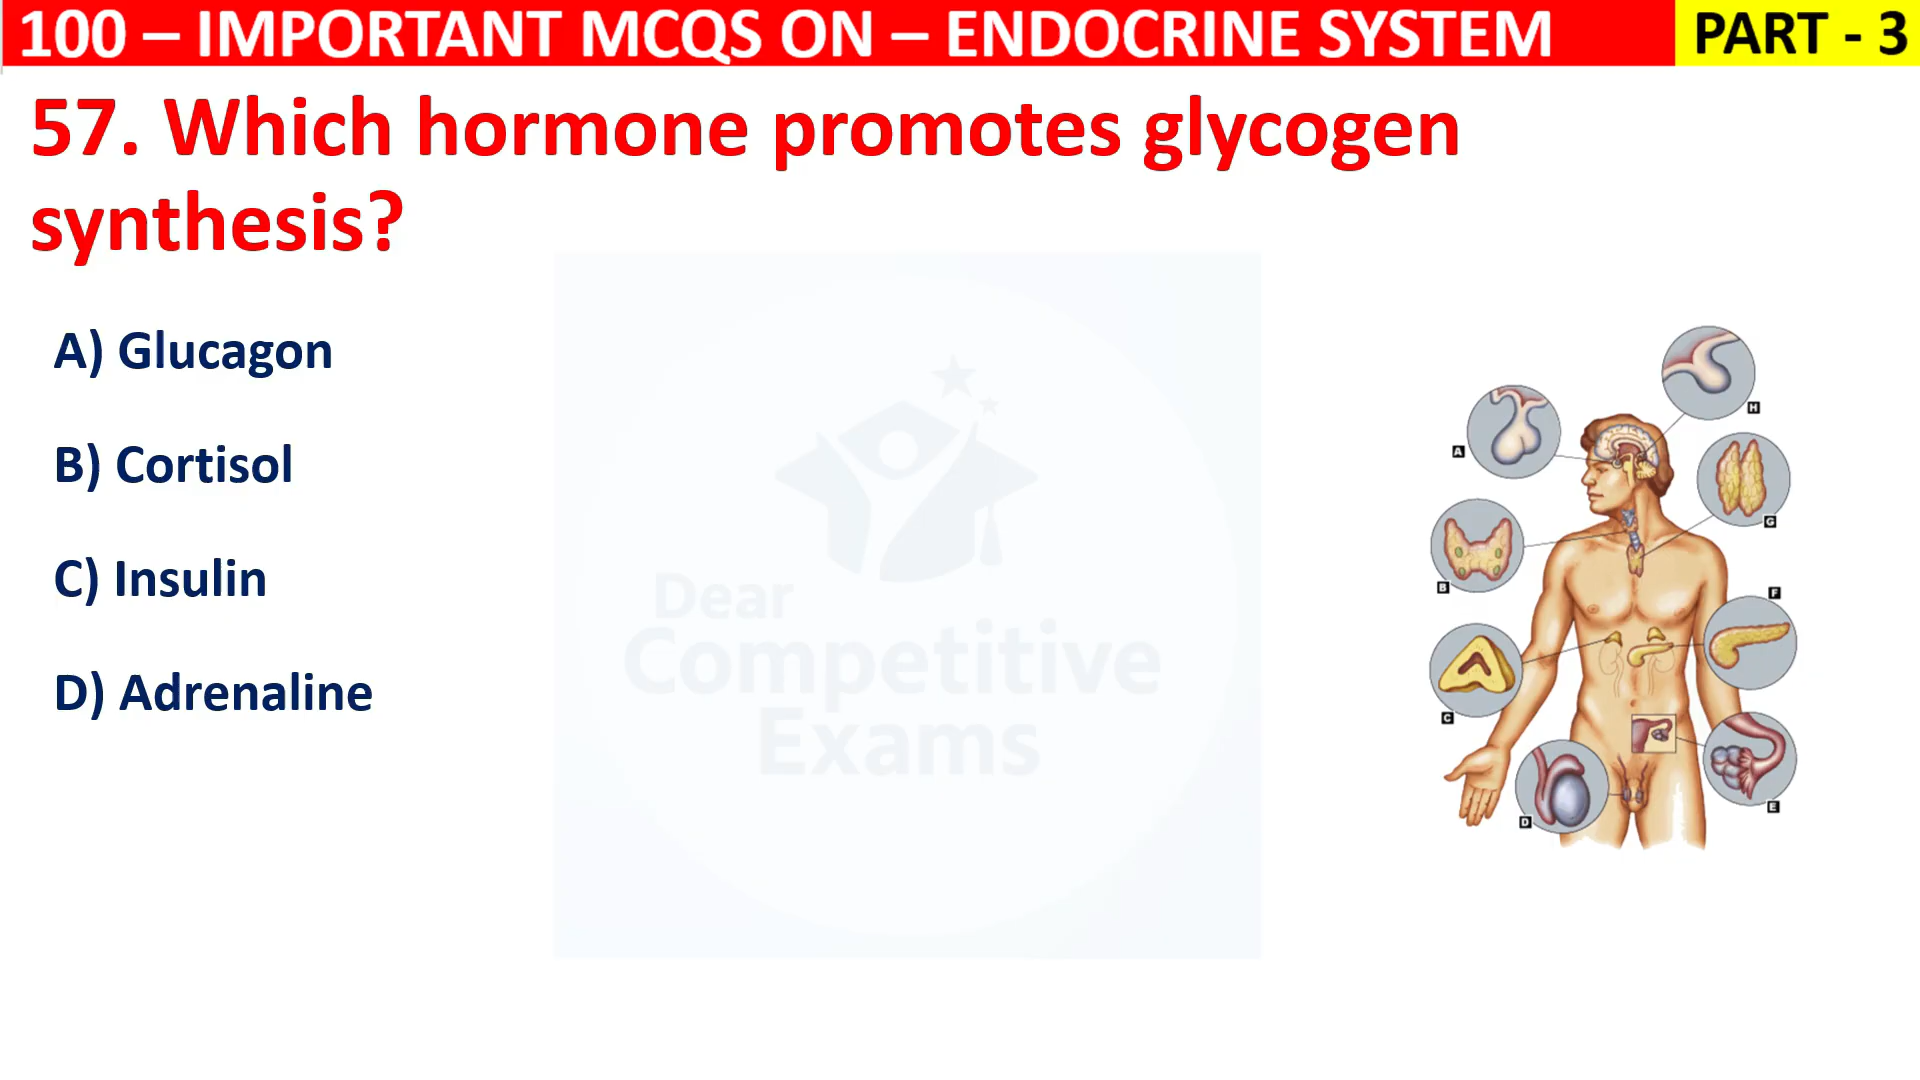 100 – IMPORTANT MCQS ON – ENDOCRINE SYSTEM
PART - 3
57. Which hormone promotes glycogen
synthesis?
A) Glucagon
B) Cortisol
C) Insulin
D) Adrenaline
Dear
Competitive
Exams
H
A
G
B
F
C
E
D